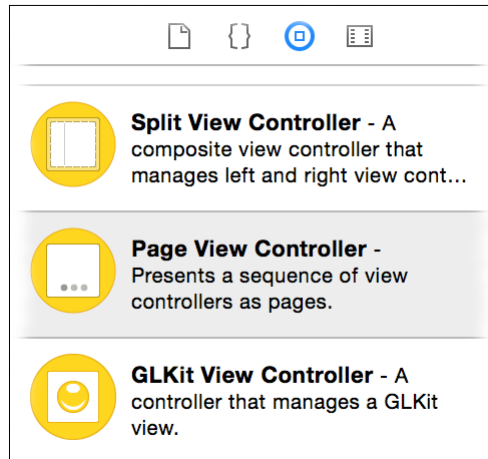 Split View Controller - A
composite view controller that
manages left and right view cont...
Page View Controller -
Presents a sequence of view
controllers as pages.
GLKit View Controller - A
controller that manages a GLKit
view.